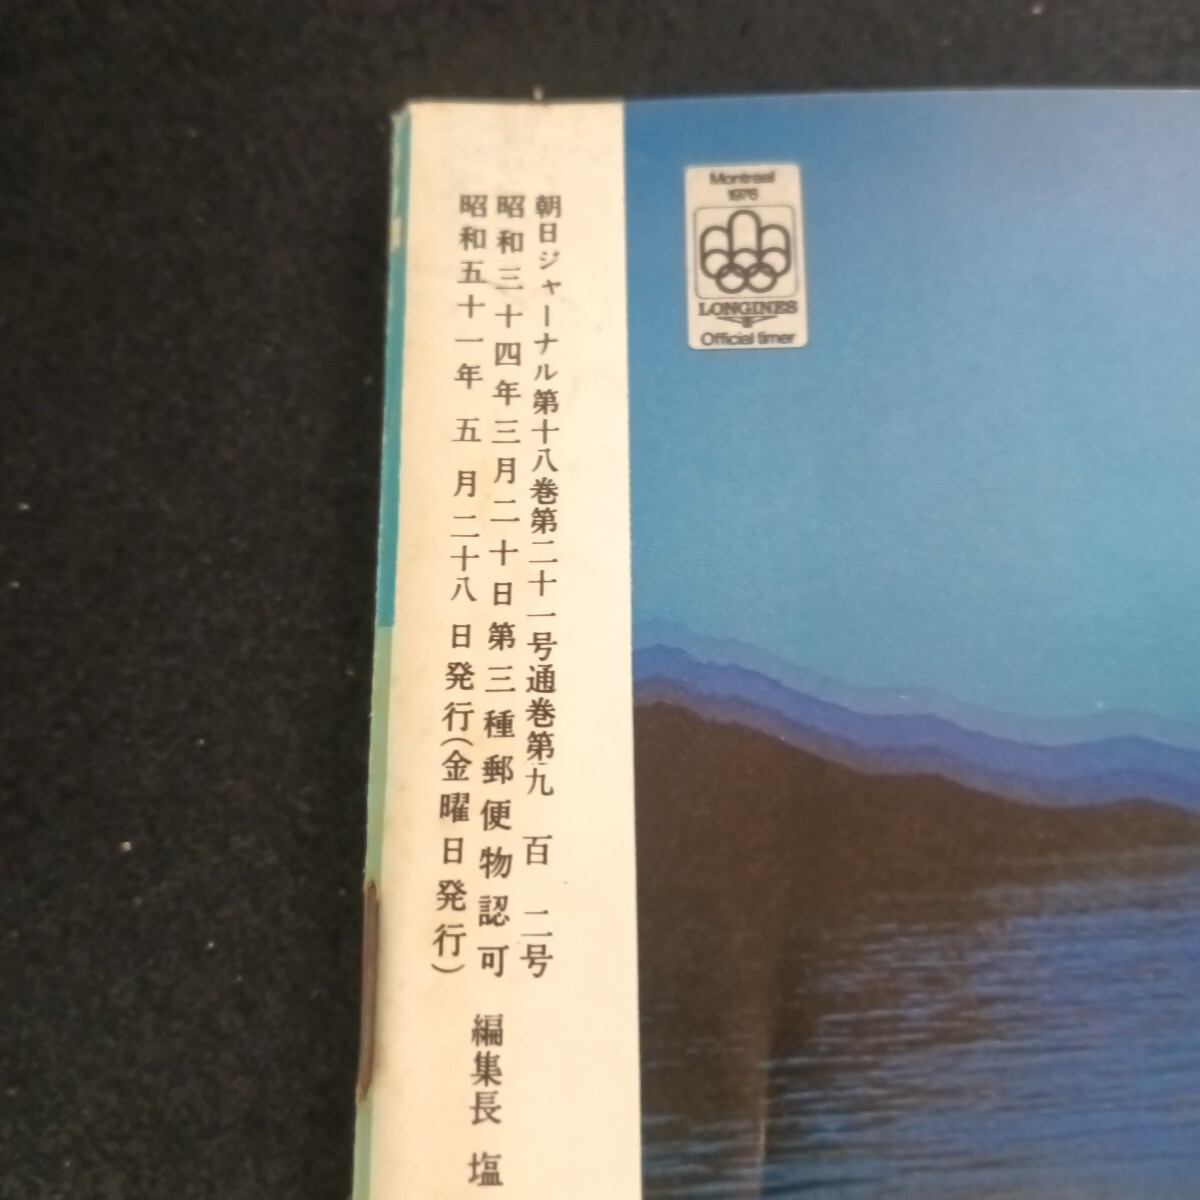 朝日ジャーナル第十八巻第二十一号通巻第九百二号
昭和三十四年三月二十日第三種郵便物認可 編集長 塩
昭和五十一年五月二十八日発行(金曜日発行)
Montreal
1976
LONGINES
Official timer